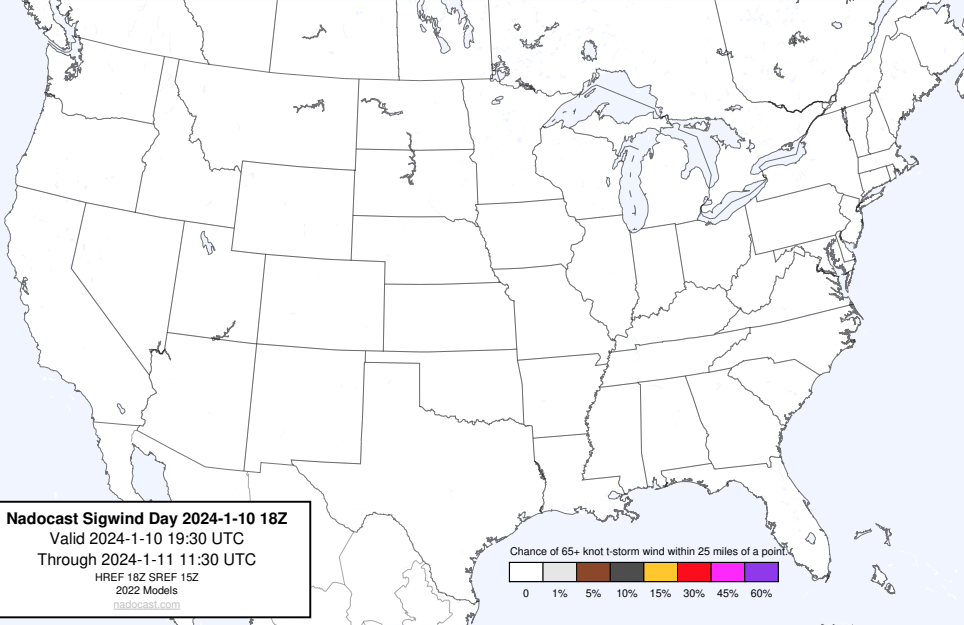 Nadocast Sigwind Day 2024-1-10 18Z
Valid 2024-1-10 19:30 UTC
Through 2024-1-11 11:30 UTC
HREF 18Z SREF 15Z
2022 Models
nadocast.com
Chance of 65+ knot t-storm wind within 25 miles of a point.
0 1% 5% 10% 15% 30% 45% 60%